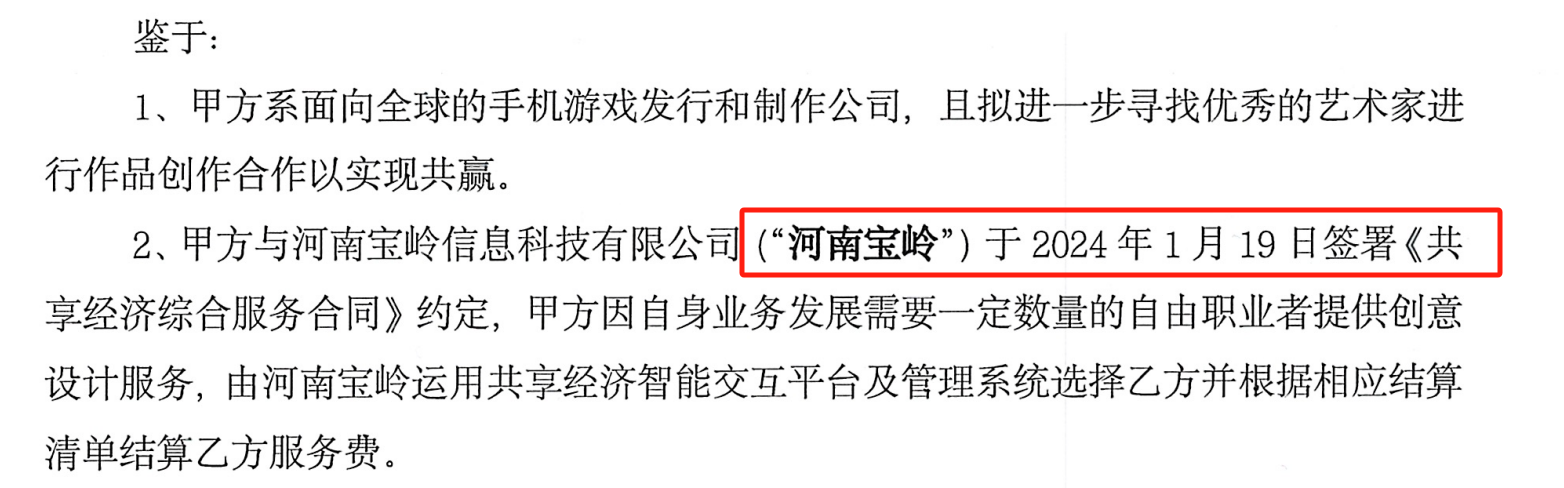 鉴于:
1、甲方系面向全球的手机游戏发行和制作公司,且拟进一步寻找优秀的艺术家进
行作品创作合作以实现共赢。
2、甲方与河南宝岭信息科技有限公司(“河南宝岭”)于 2024 年 1 月 19 日签署《共
享经济综合服务合同》约定,甲方因自身业务发展需要一定数量的自由职业者提供创意
设计服务,由河南宝岭运用共享经济智能交互平台及管理系统选择乙方并根据相应结算
清单结算乙方服务费。